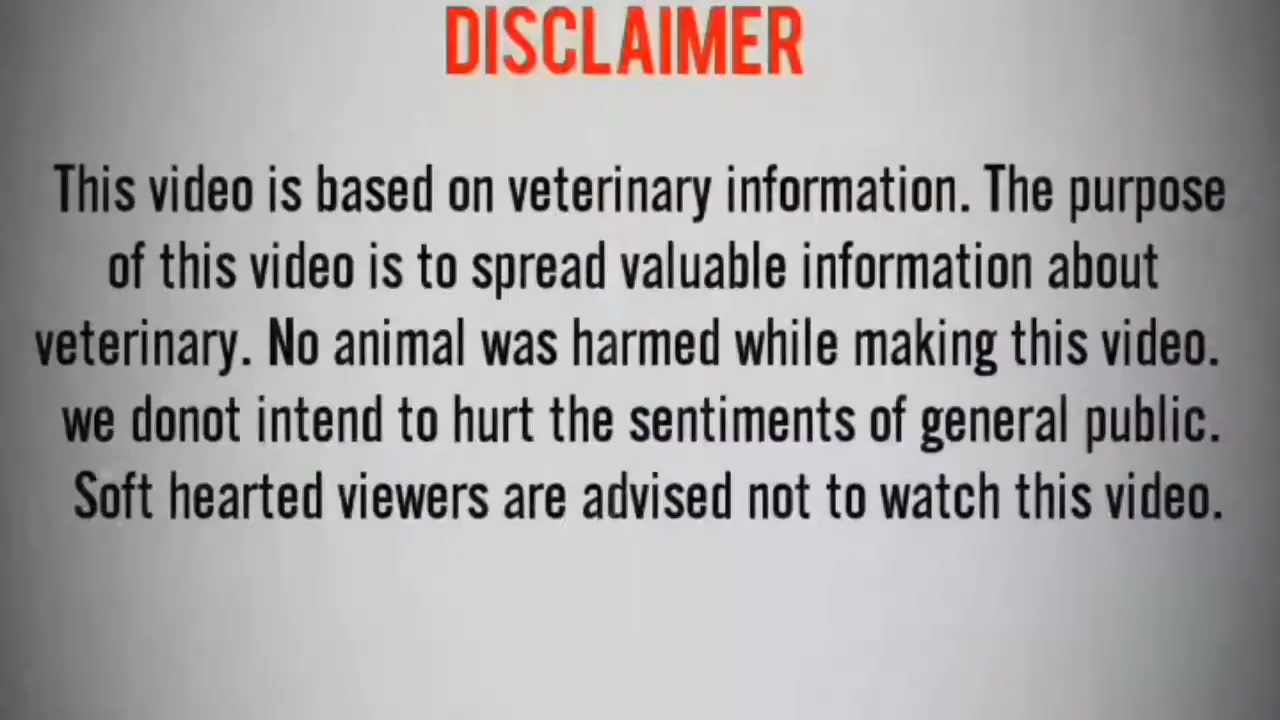 DISCLAIMER
This video is based on veterinary information. The purpose
of this video is to spread valuable information about
veterinary. No animal was harmed while making this video.
we donot intend to hurt the sentiments of general public.
Soft hearted viewers are advised not to watch this video.